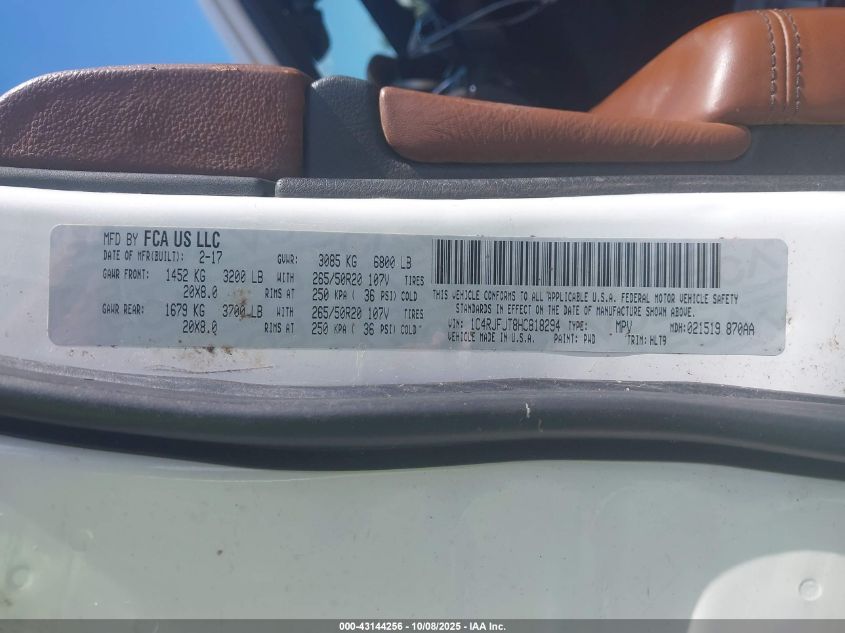 MFD BY FCA US LLC
DATE OF MFR(BUILT): 2-17 GVWR: 3085 KG 6800 LB
GAWR FRONT: 1452 KG 3200 LB WITH 265/50R20 107V TIRES
20X8.0 RIMS AT 250 KPA ( 36 PSI) COLD
GAWR REAR: 1679 KG 3700 LB WITH 265/50R20 107V TIRES
20X8.0 RIMS AT 250 KPA ( 36 PSI) COLD
THIS VEHICLE CONFORMS TO ALL APPLICABLE U.S.A. FEDERAL MOTOR VEHICLE SAFETY
STANDARDS IN EFFECT ON THE DATE OF MANUFACTURE SHOWN ABOVE.
VIN: 1C4RJFJT8HC818294 TYPE: MPV MDH: 021519 870AA
VEHICLE MADE IN U.S.A. PAINT: PWD TRIM: HLT9
000-43144256 - 10/08/2025 - IAA Inc.